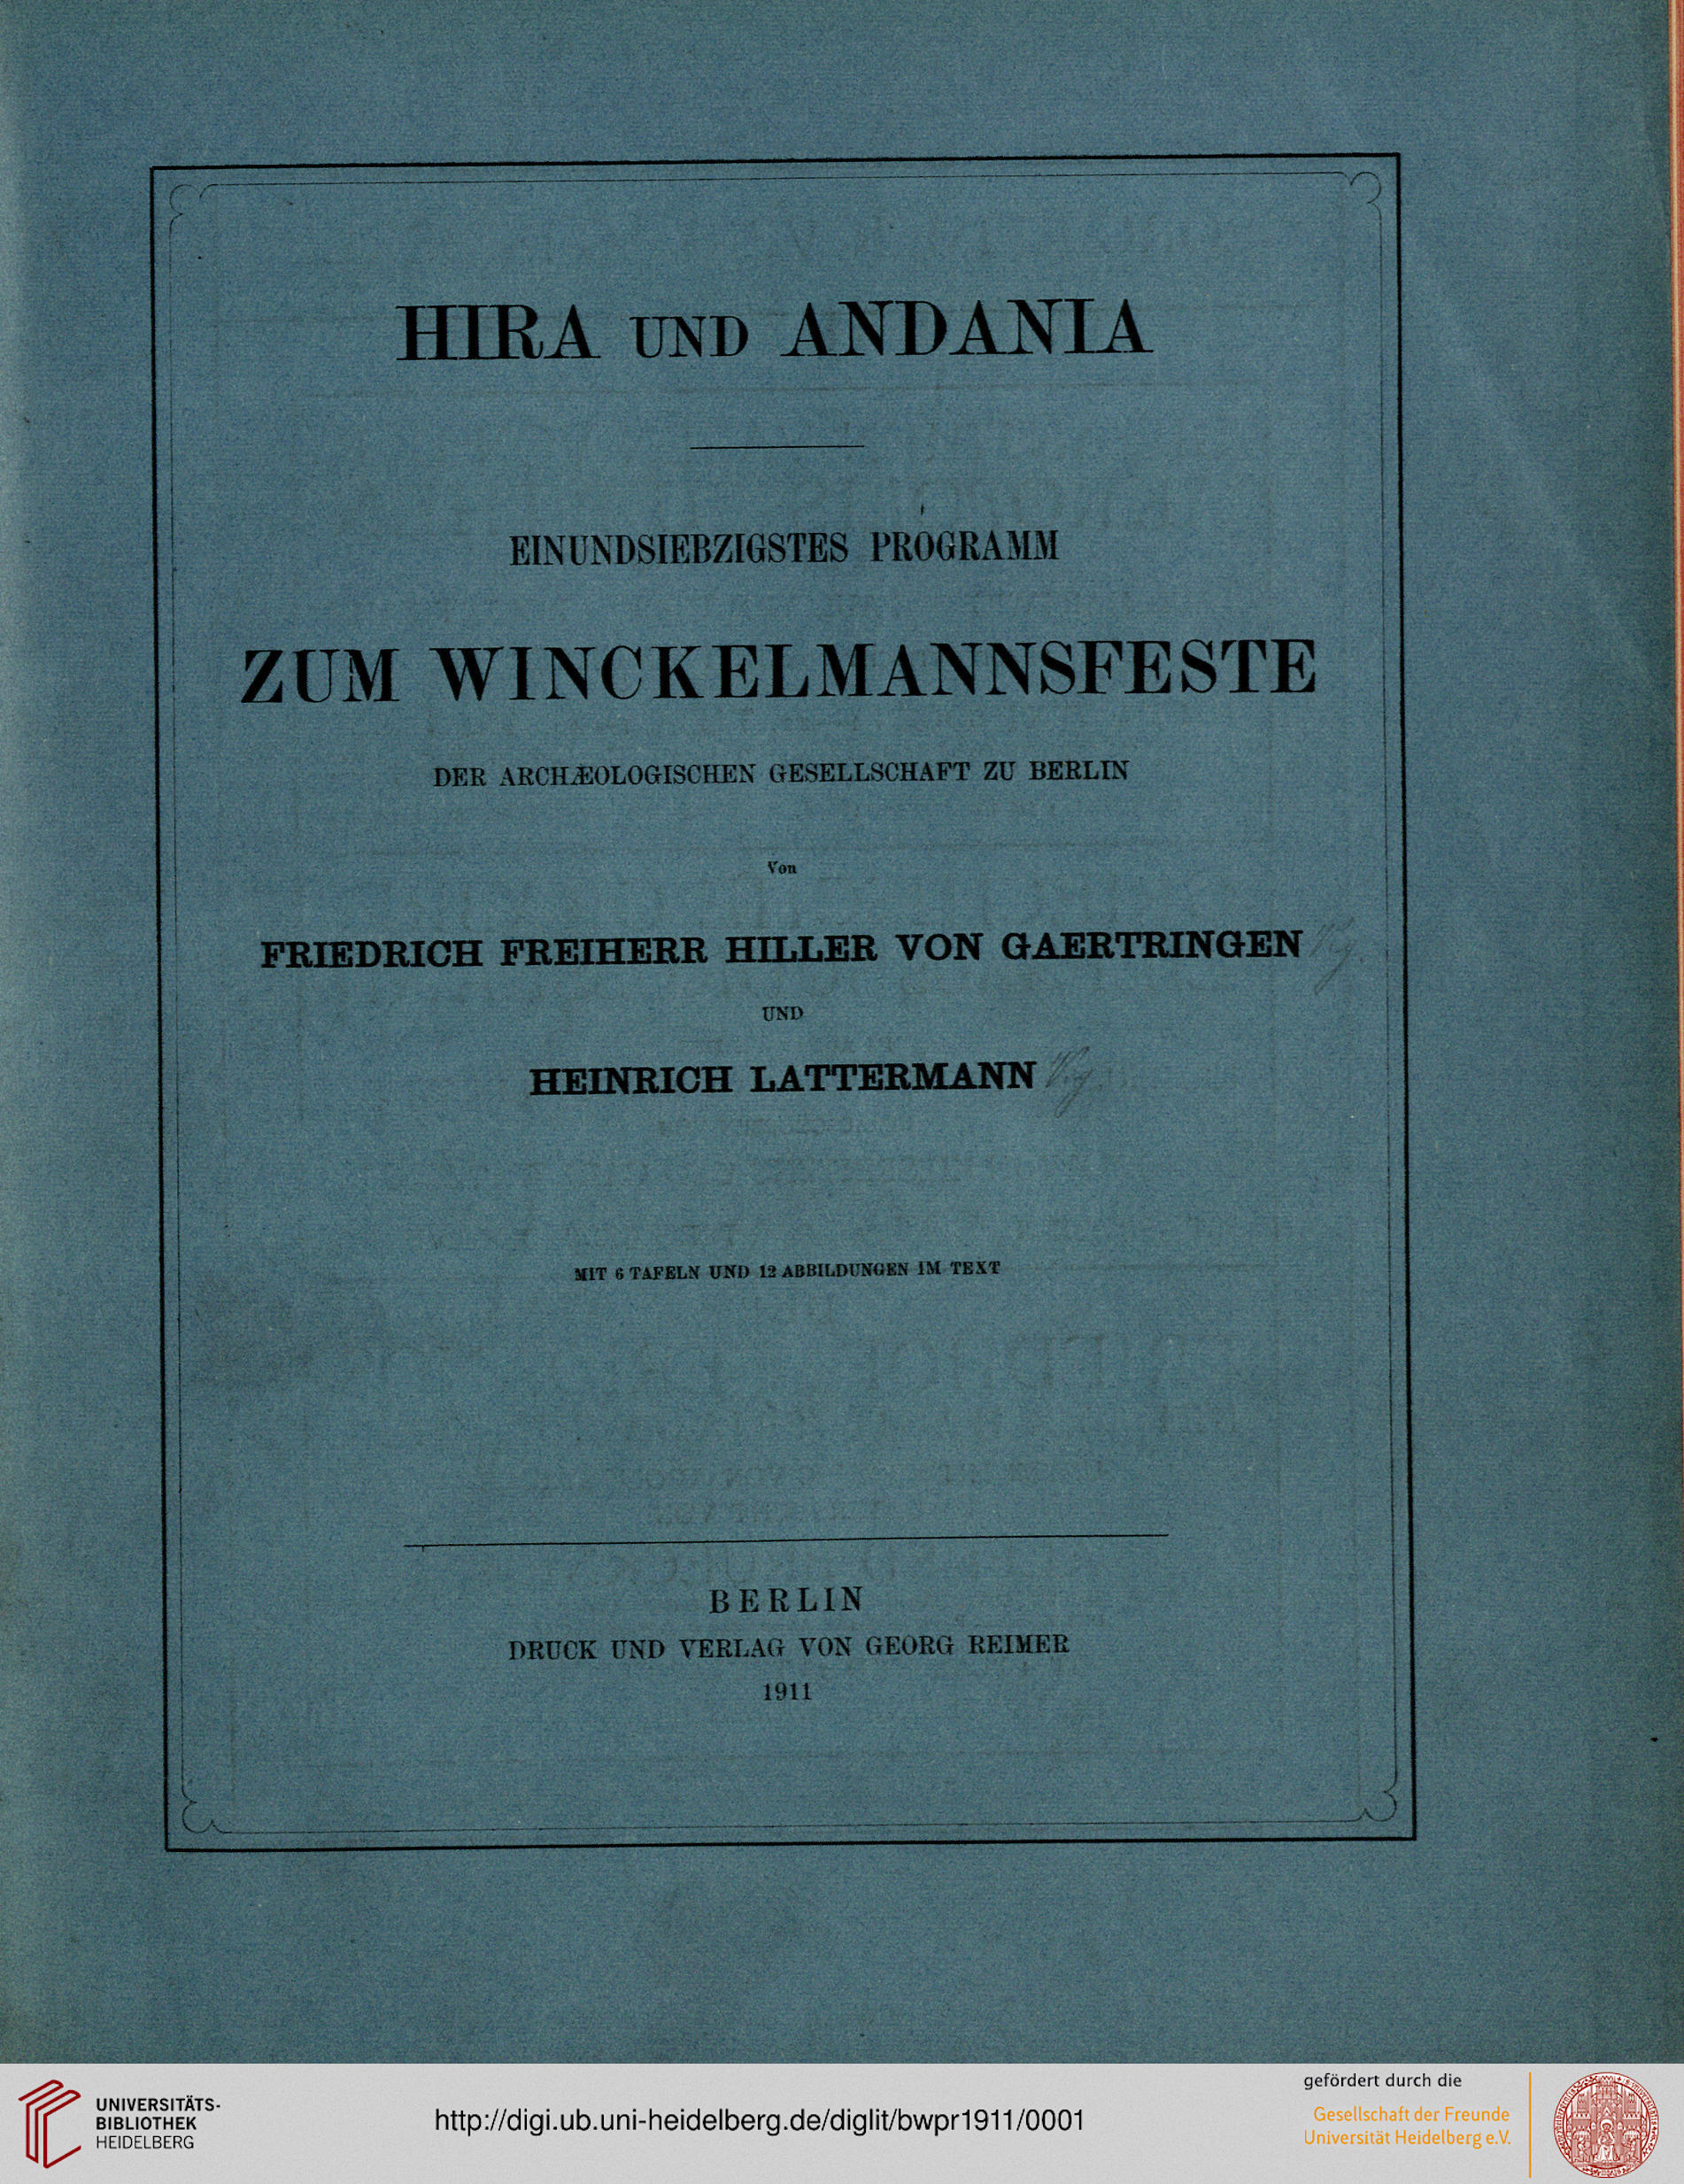 HIRA UND ANDANIA
EINUNDSIEBZIGSTES PROGRAMM
ZUM WINCKELMANNSFESTE
DER ARCHÆOLOGISCHEN GESELLSCHAFT ZU BERLIN
Von
FRIEDRICH FREIHERR HILLER VON GAERTRINGEN
UND
HEINRICH LATTERMANN
MIT 6 TAFELN UND 12 ABBILDUNGEN IM TEXT
BERLIN
DRUCK UND VERLAG VON GEORG REIMER
1911
UNIVERSITÄTS-
BIBLIOTHEK
HEIDELBERG
http://digi.ub.uni-heidelberg.de/diglit/bwpr1911/0001
gefördert durch die
Gesellschaft der Freunde
Universität Heidelberg e.V.